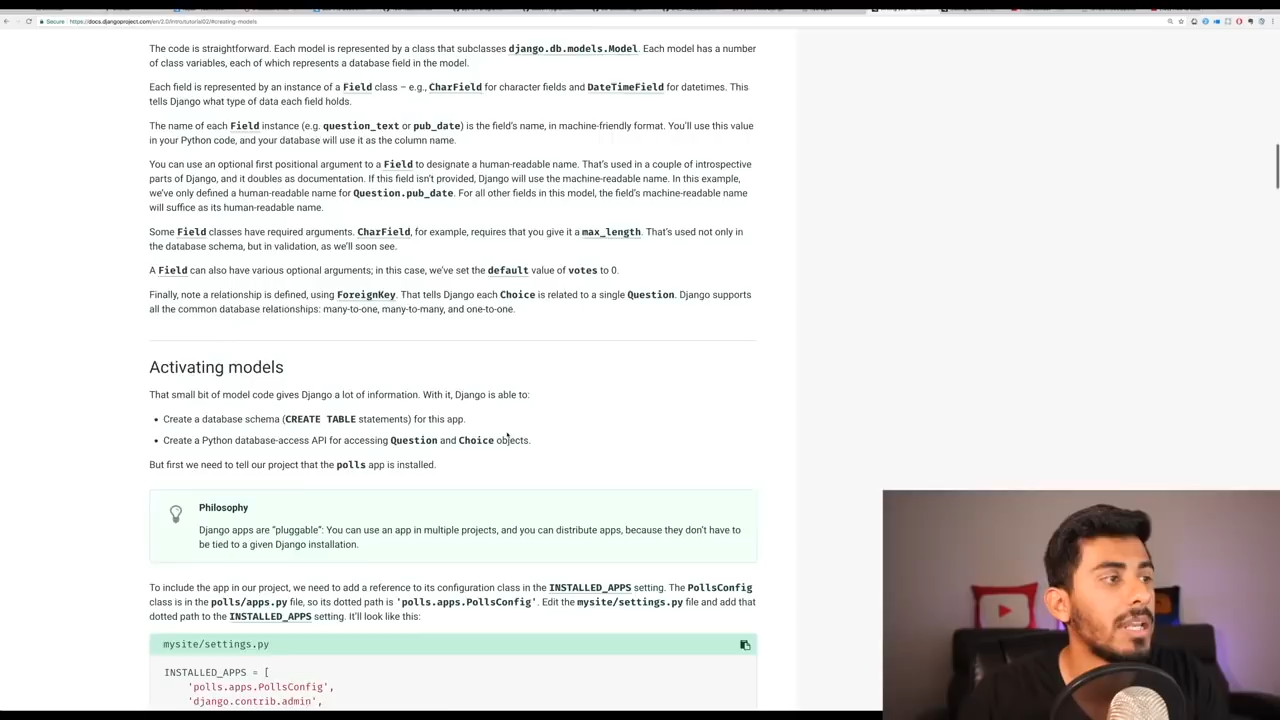 Secure https://docs.djangoproject.com/en/2.0/intro/tutorial02/#creating-models
The code is straightforward. Each model is represented by a class that subclasses django.db.models.Model. Each model has a number
of class variables, each of which represents a database field in the model.
Each field is represented by an instance of a Field class – e.g., CharField for character fields and DateTimeField for datetimes. This
tells Django what type of data each field holds.
The name of each Field instance (e.g. question_text or pub_date) is the field's name, in machine-friendly format. You'll use this value
in your Python code, and your database will use it as the column name.
You can use an optional first positional argument to a Field to designate a human-readable name. That's used in a couple of introspective
parts of Django, and it doubles as documentation. If this field isn't provided, Django will use the machine-readable name. In this example,
we've only defined a human-readable name for Question.pub_date. For all other fields in this model, the field's machine-readable name
will suffice as its human-readable name.
Some Field classes have required arguments. CharField, for example, requires that you give it a max_length. That's used not only in
the database schema, but in validation, as we'll soon see.
A Field can also have various optional arguments; in this case, we've set the default value of votes to 0.
Finally, note a relationship is defined, using ForeignKey. That tells Django each Choice is related to a single Question. Django supports
all the common database relationships: many-to-one, many-to-many, and one-to-one.
Activating models
That small bit of model code gives Django a lot of information. With it, Django is able to:
• Create a database schema (CREATE TABLE statements) for this app.
• Create a Python database-access API for accessing Question and Choice objects.
But first we need to tell our project that the polls app is installed.
Philosophy
Django apps are “pluggable”: You can use an app in multiple projects, and you can distribute apps, because they don't have to
be tied to a given Django installation.
To include the app in our project, we need to add a reference to its configuration class in the INSTALLED_APPS setting. The PollsConfig
class is in the polls/apps.py file, so its dotted path is 'polls.apps.PollsConfig'. Edit the mysite/settings.py file and add that
dotted path to the INSTALLED_APPS setting. It'll look like this:
mysite/settings.py
INSTALLED_APPS = [
'polls.apps.PollsConfig',
'django.contrib.admin',